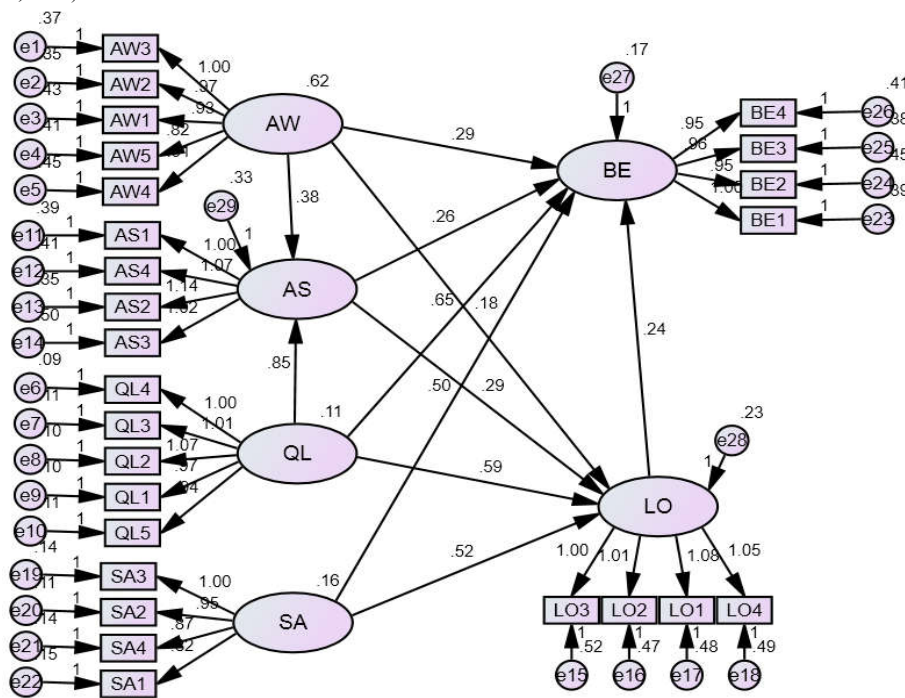 .37
e1 1 AW3
.35
e2 1 AW2
.43
e3 1 AW1
.41
e4 1 AW5
.45
e5 1 AW4
1.00
.97
.93
.82
.62
AW
.39
e11 1 AS1
.41
e12 1 AS4
.35
e13 1 AS2
.50
e14 1 AS3
1.00
1.07
1.14
.33
e29
1
AS
.38
.85
.09
e6 1 QL4
.11
e7 1 QL3
.10
e8 1 QL2
.10
e9 1 QL1
.11
e10 1 QL5
1.00
1.01
1.07
.97
.11
QL
.14
e19 1 SA3
.11
e20 1 SA2
.14
e21 1 SA4
.15
e22 1 SA1
1.00
.95
.87
.16
SA
.29
.26
.65
.18
.50
.29
.59
.52
.24
.17
e27
1
BE
.95
.96
.95
1.00
.41
BE4 1 e26
.38
BE3 1 e25
.45
BE2 1 e24
.39
BE1 1 e23
.23
e28
1
LO
1.00
1.01
1.08
1.05
LO3 LO2 LO1 LO4
1 1 1 1
.52 .47 .48 .49
e15 e16 e17 e18